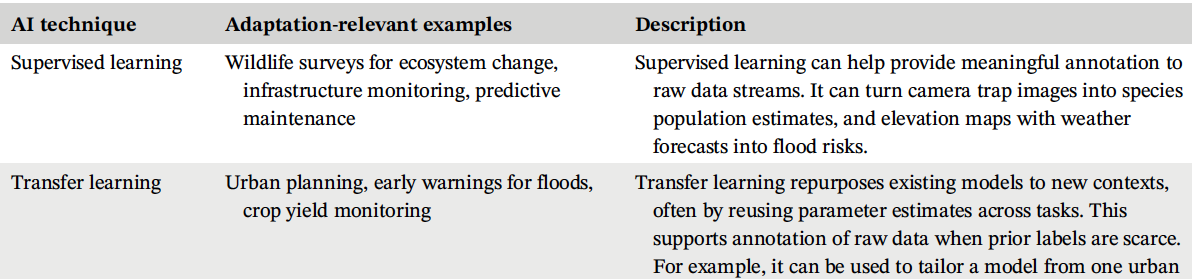 AI technique Adaptation-relevant examples Description
Supervised learning Wildlife surveys for ecosystem change, Supervised learning can help provide meaningful annotation to
infrastructure monitoring, predictive raw data streams. It can turn camera trap images into species
maintenance population estimates, and elevation maps with weather
forecasts into flood risks.
Transfer learning Urban planning, early warnings for floods, Transfer learning repurposes existing models to new contexts,
crop yield monitoring often by reusing parameter estimates across tasks. This
supports annotation of raw data when prior labels are scarce.
For example, it can be used to tailor a model from one urban